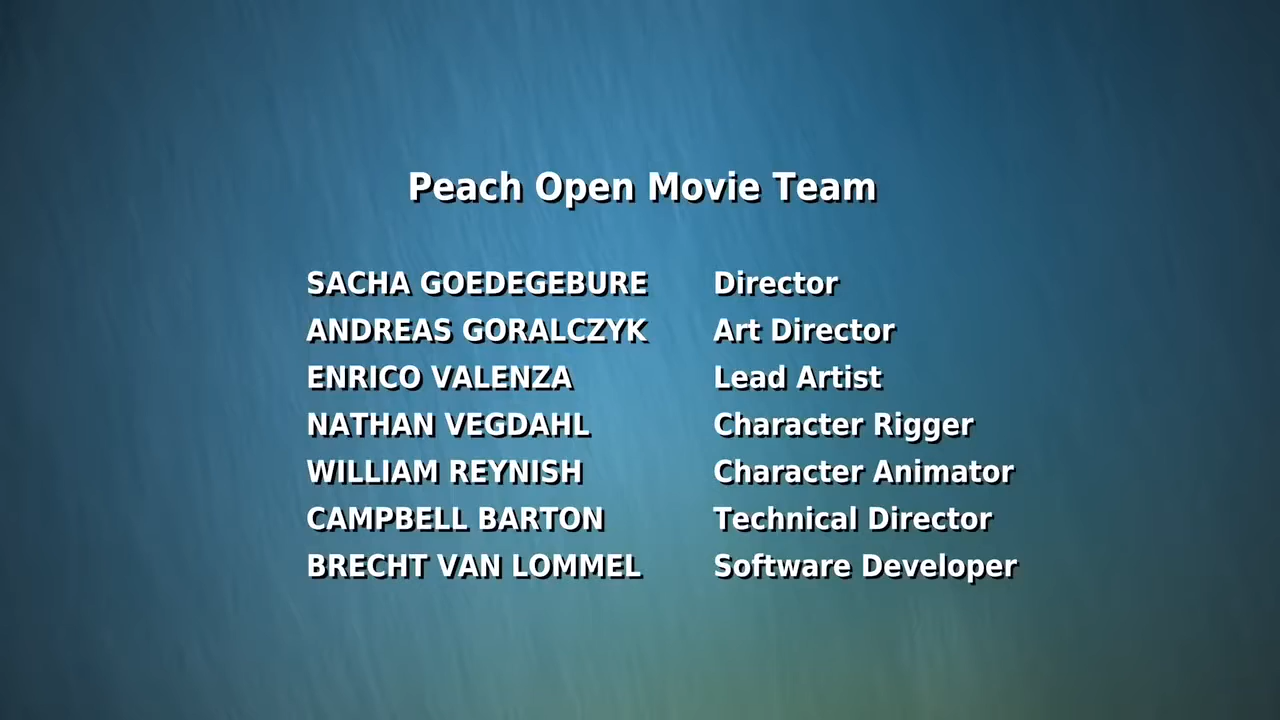 Peach Open Movie Team
SACHA GOEDEGEBURE Director
ANDREAS GORALCZYK Art Director
ENRICO VALENZA Lead Artist
NATHAN VEGDAHL Character Rigger
WILLIAM REYNISH Character Animator
CAMPBELL BARTON Technical Director
BRECHT VAN LOMMEL Software Developer